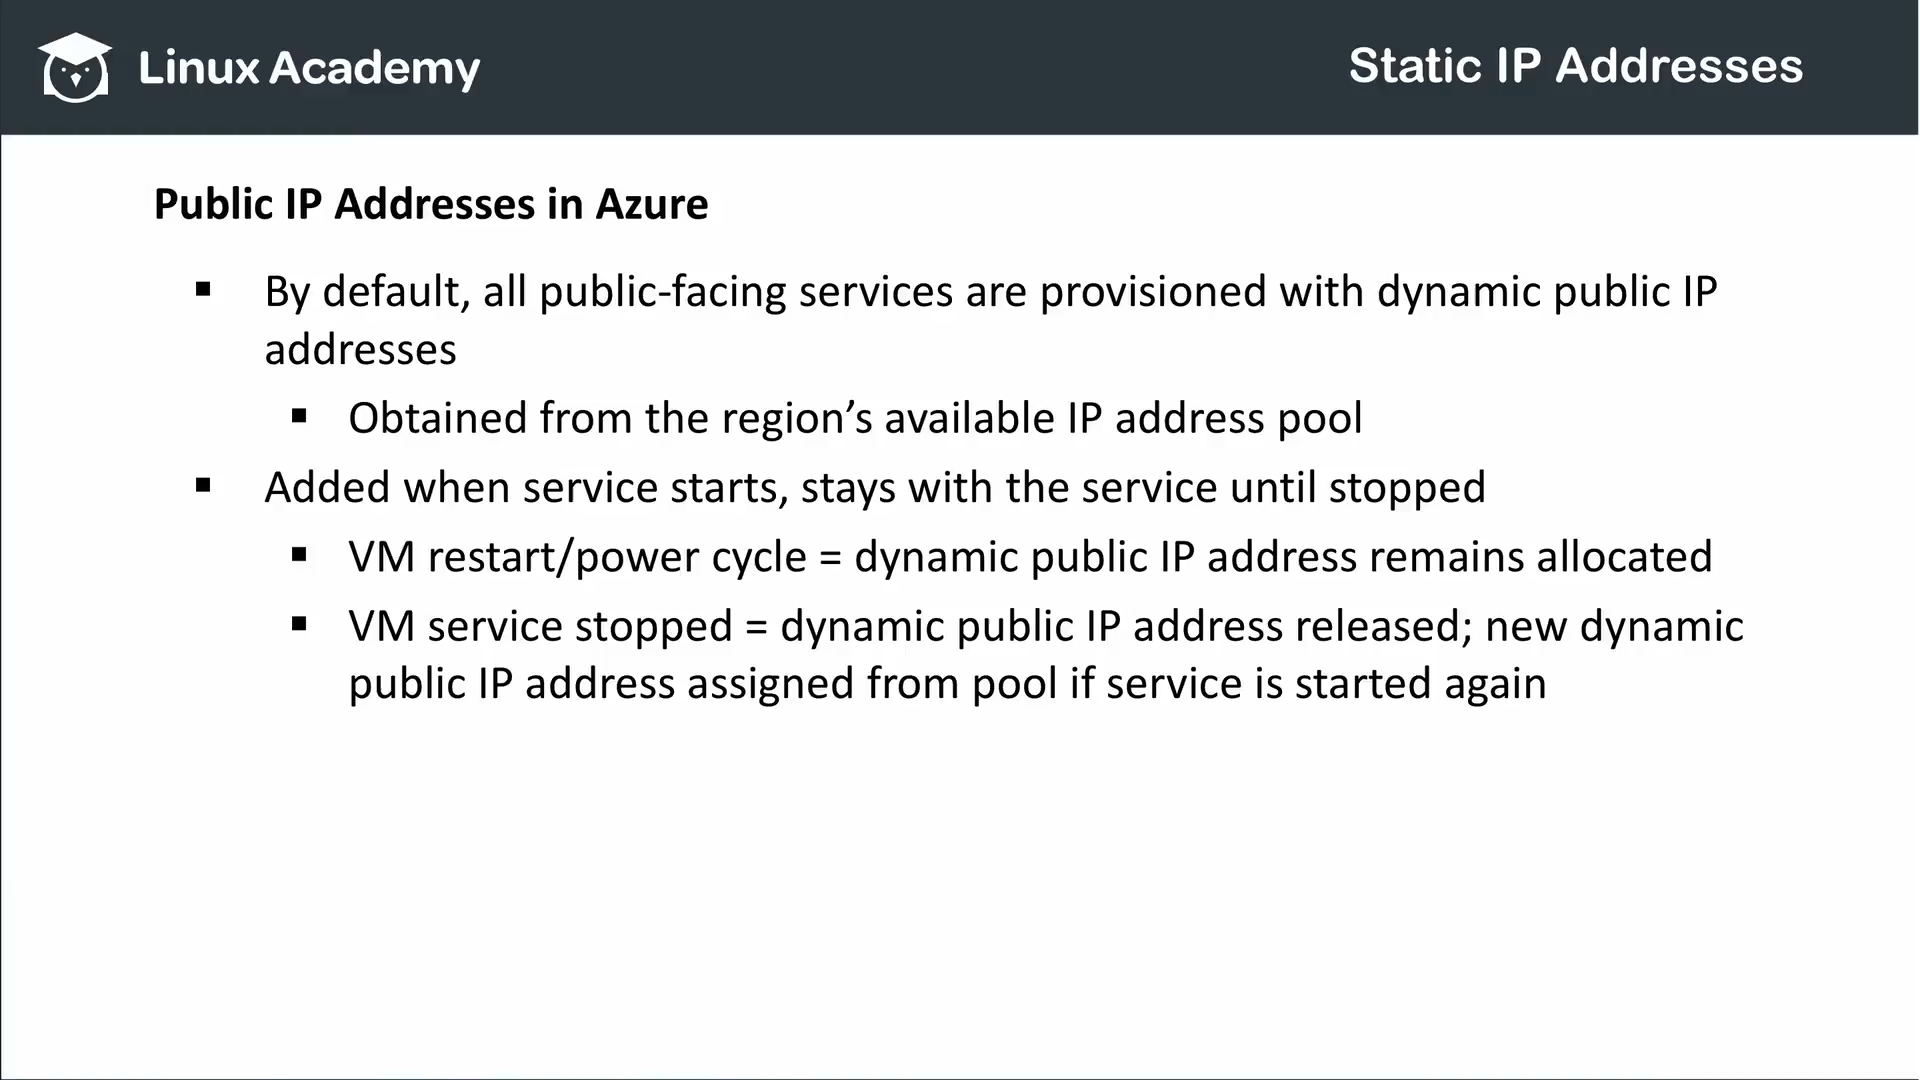 Linux Academy
Static IP Addresses
Public IP Addresses in Azure
▪ By default, all public-facing services are provisioned with dynamic public IP
addresses
▪ Obtained from the region’s available IP address pool
▪ Added when service starts, stays with the service until stopped
▪ VM restart/power cycle = dynamic public IP address remains allocated
▪ VM service stopped = dynamic public IP address released; new dynamic
public IP address assigned from pool if service is started again